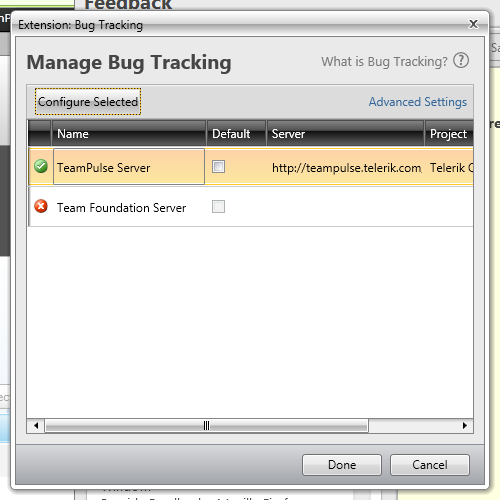 Feedback
Extension: Bug Tracking
Manage Bug Tracking
What is Bug Tracking? ?
Configure Selected
Advanced Settings
Name Default Server Project
TeamPulse Server http://teampulse.telerik.com, Telerik
Team Foundation Server
Done Cancel